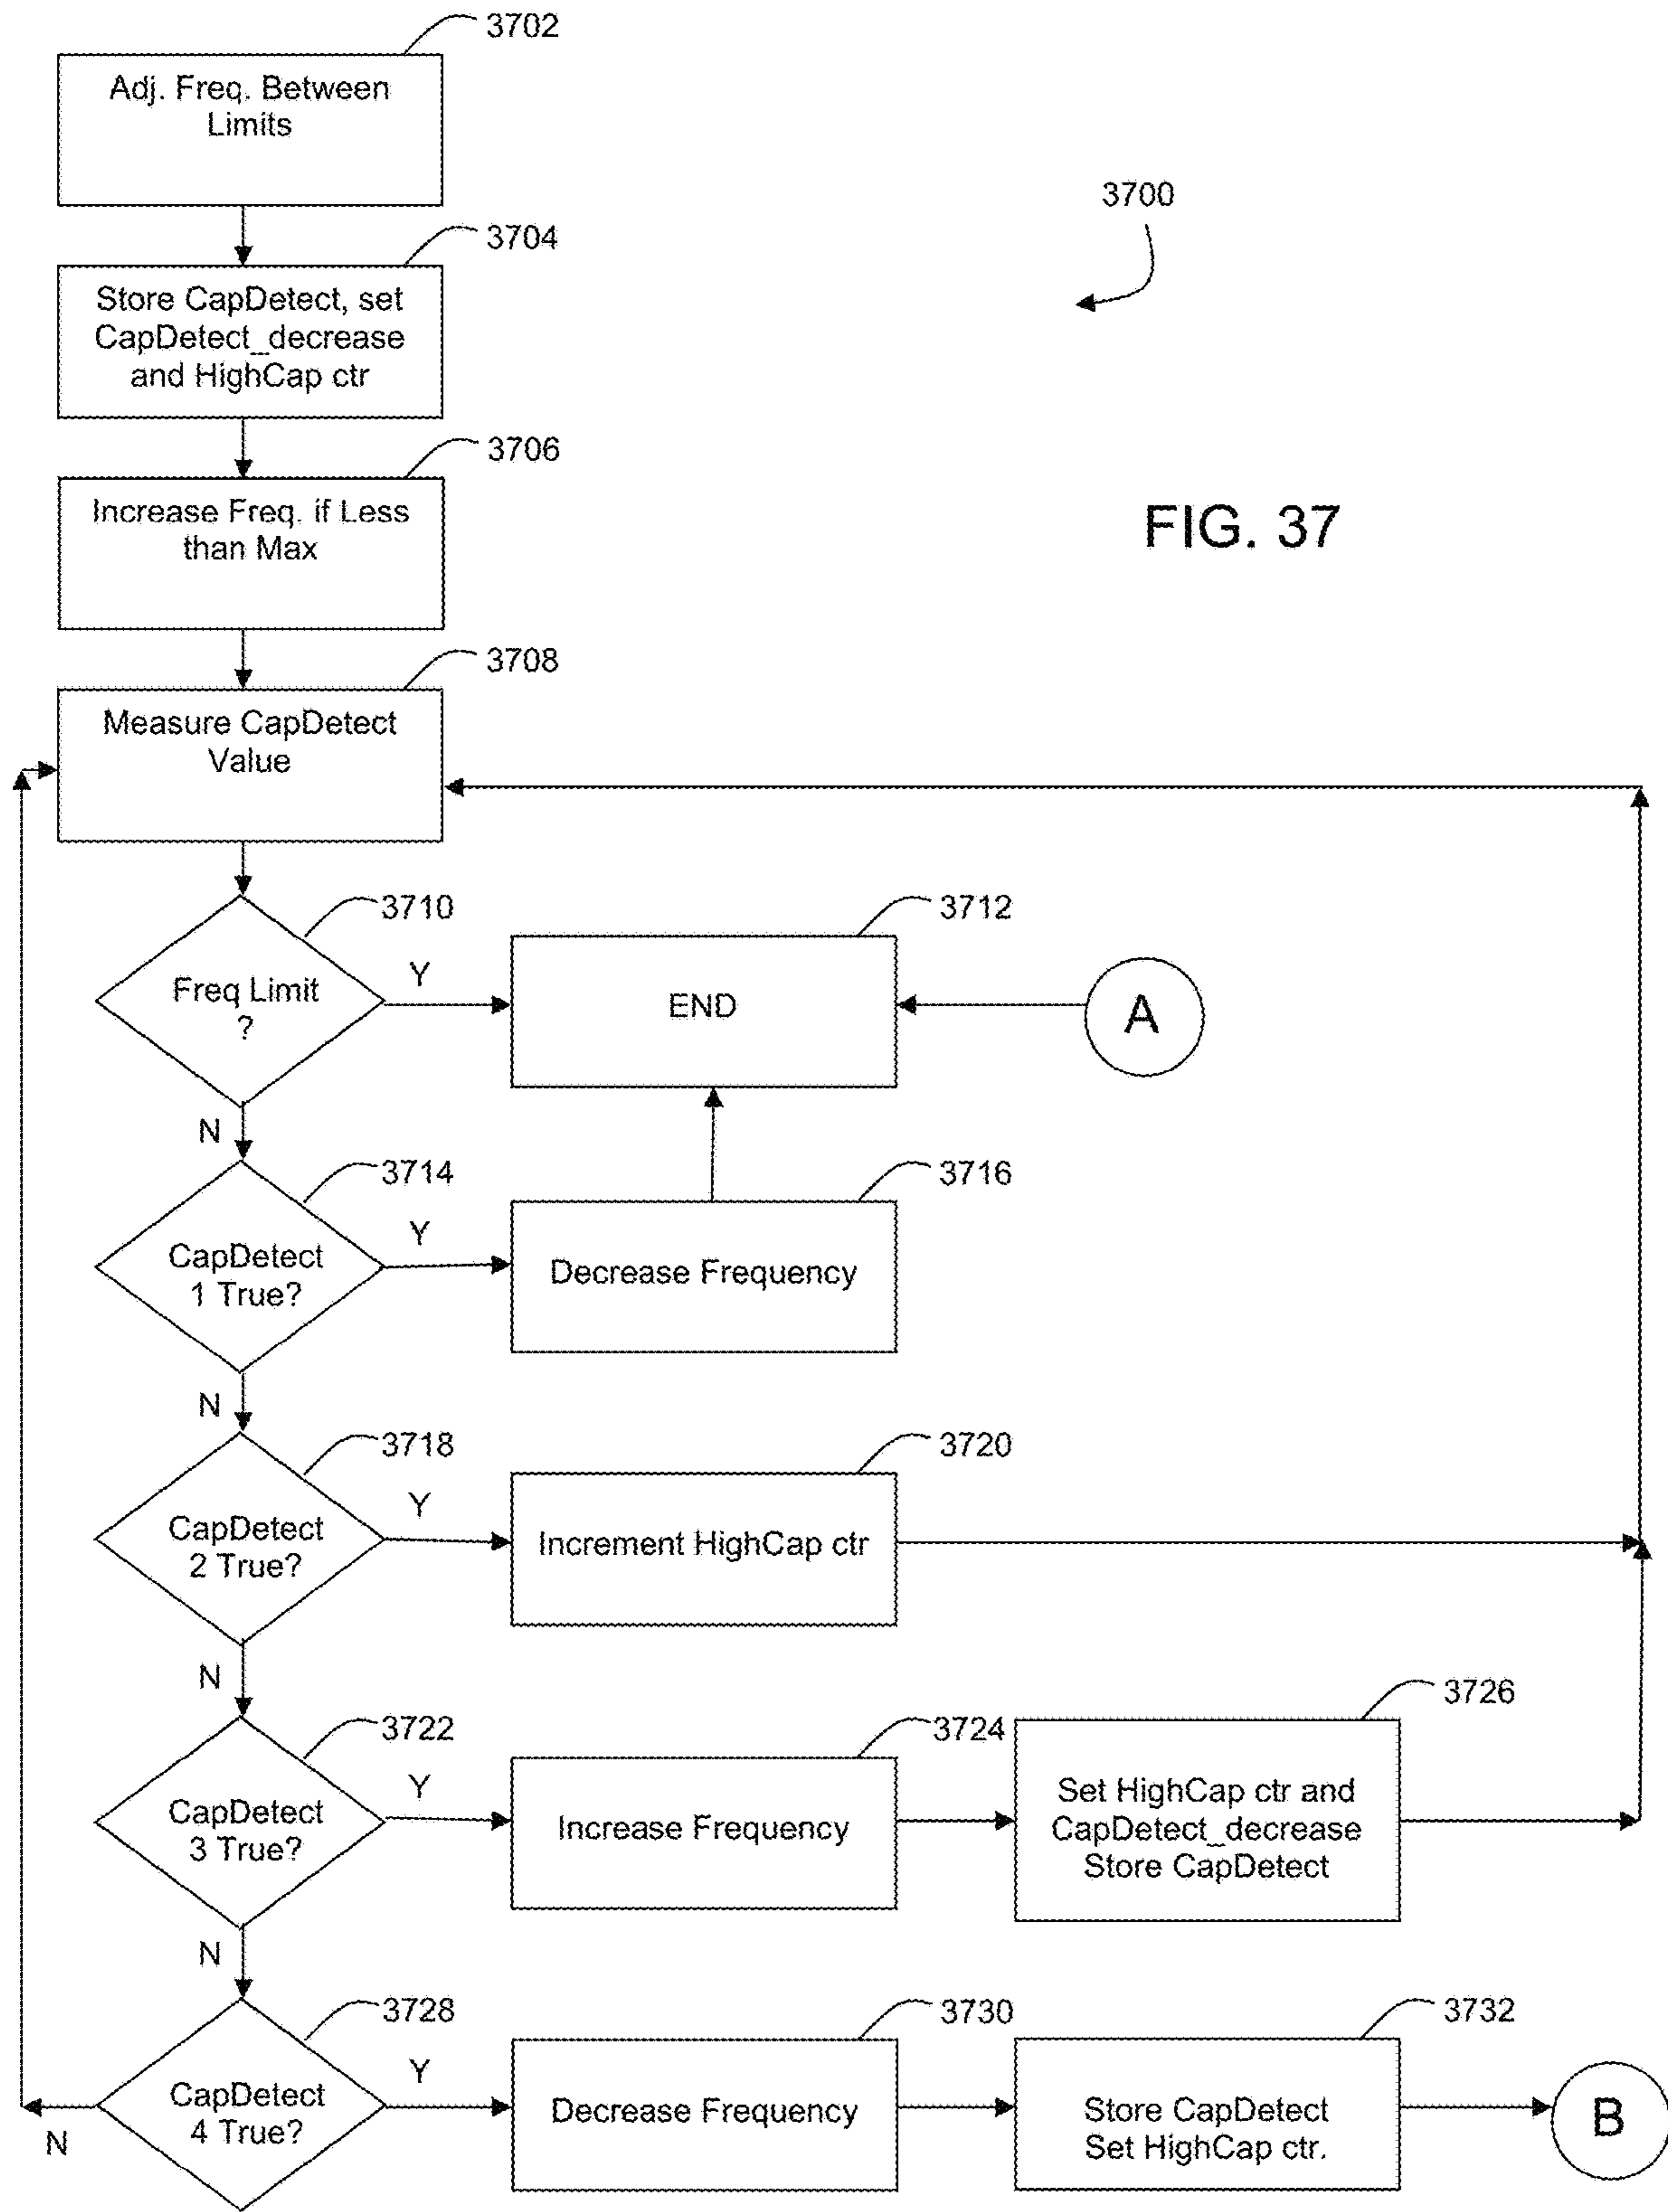 3702
Adj. Freq. Between
Limits
3700
3704
Store CapDetect, set
CapDetect_decrease
and HighCap ctr
3706
Increase Freq. if Less
than Max
FIG. 37
3708
Measure CapDetect
Value
3710
Freq Limit
?
Y
N
3712
END
A
3714
CapDetect
1 True?
Y
N
3716
Decrease Frequency
3718
CapDetect
2 True?
Y
N
3720
Increment HighCap ctr
3722
CapDetect
3 True?
Y
N
3724
Increase Frequency
3726
Set HighCap ctr and
CapDetect_decrease
Store CapDetect
3728
CapDetect
4 True?
Y
N
3730
Decrease Frequency
3732
Store CapDetect
Set HighCap ctr.
B